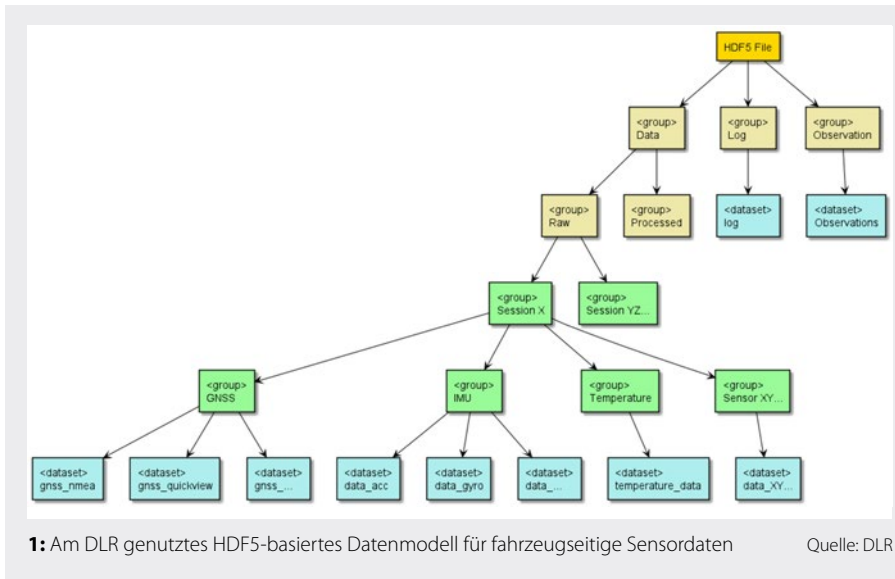 HDF5 File
<group>
Data
<group>
Log
<group>
Observation
<group>
Raw
<group>
Processed
<dataset>
log
<dataset>
Observations
<group>
Session X
<group>
Session YZ...
<group>
GNSS
<group>
IMU
<group>
Temperature
<group>
Sensor XY...
<dataset>
gnss_nmea
<dataset>
gnss_quickview
<dataset>
gnss_...
<dataset>
data_acc
<dataset>
data_gyro
<dataset>
data_...
<dataset>
temperature_data
<dataset>
data_XY...
1: Am DLR genutztes HDF5-basiertes Datenmodell für fahrzeugseitige Sensordaten
Quelle: DLR